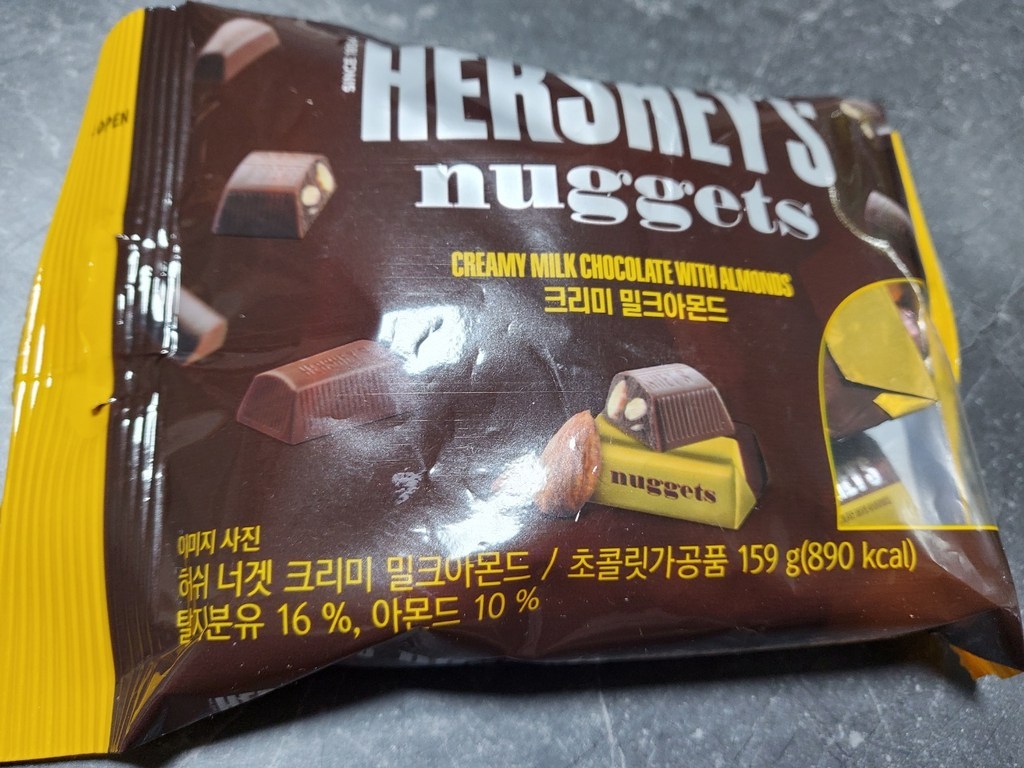 OPEN
SINCE
HERSHEY'S
nuggets
CREAMY MILK CHOCOLATE WITH ALMONDS
크리미 밀크아몬드
nuggets
이미지 사진
허쉬 너겟 크리미 밀크아몬드 / 초콜릿가공품 159 g(890 kcal)
탈지분유 16 %, 아몬드 10 %